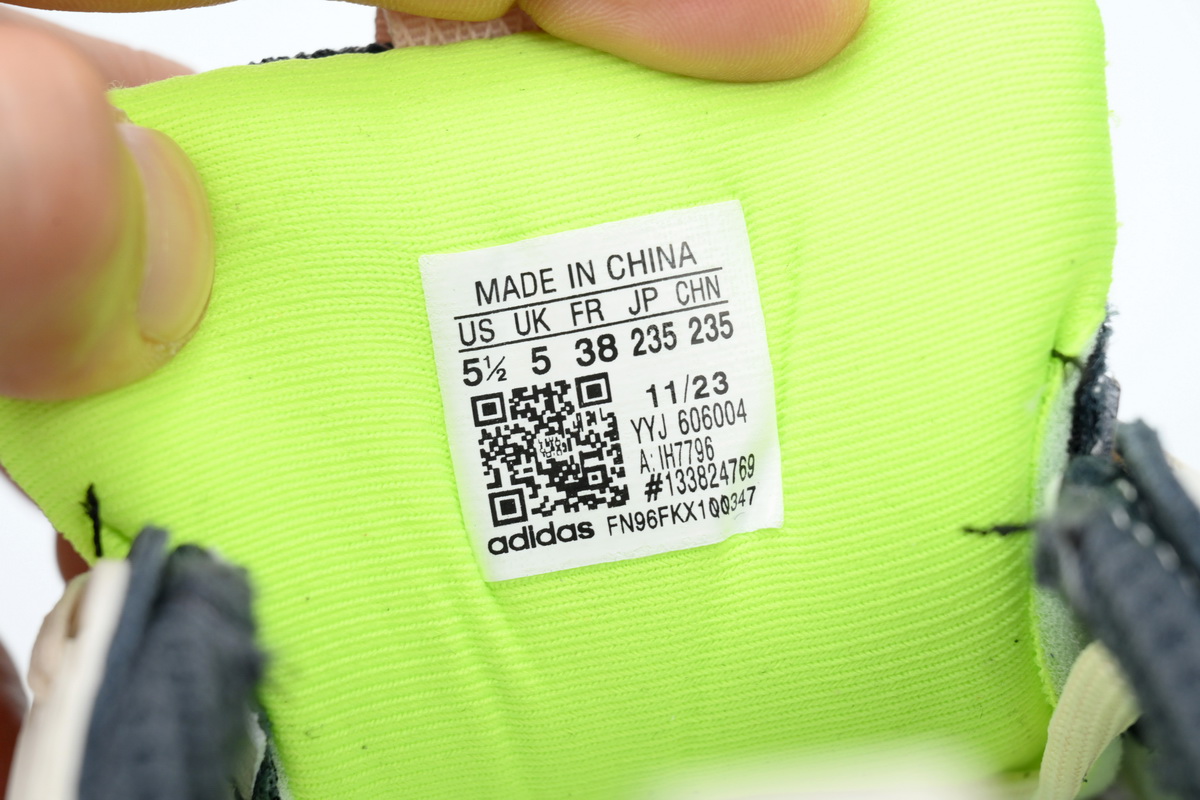 MADE IN CHINA
US UK FR JP CHN
5½ 5 38 235 235
11/23
YYJ 606004
A: IH7796
#133824769
adidas FN96FKX100347